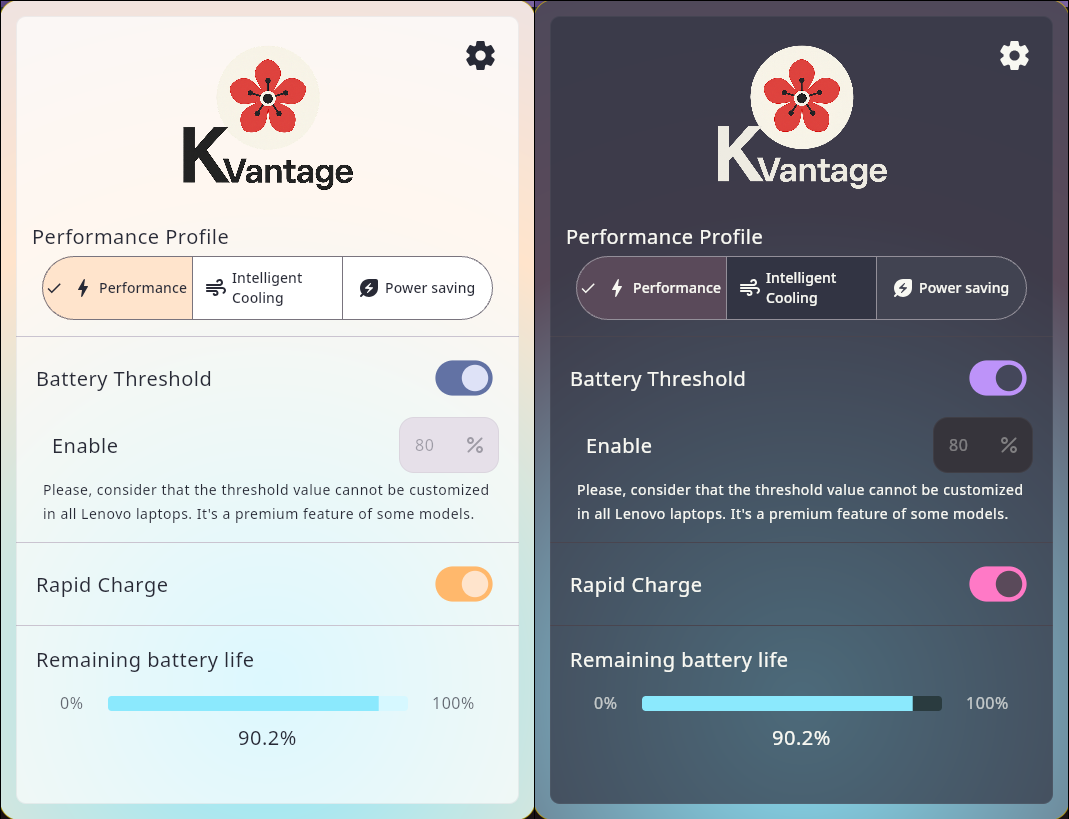 KVantage
Performance Profile
Performance
Intelligent
Cooling
Power saving
Battery Threshold
Enable
80 %
Please, consider that the threshold value cannot be customized
in all Lenovo laptops. It's a premium feature of some models.
Rapid Charge
Remaining battery life
0%
100%
90.2%
KVantage
Performance Profile
Performance
Intelligent
Cooling
Power saving
Battery Threshold
Enable
80 %
Please, consider that the threshold value cannot be customized
in all Lenovo laptops. It's a premium feature of some models.
Rapid Charge
Remaining battery life
0%
100%
90.2%